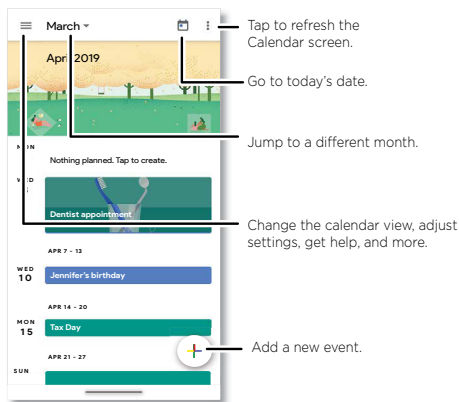 March
Tap to refresh the
Calendar screen.
April 2019
Go to today's date.
Jump to a different month.
Nothing planned. Tap to create.
Dentist appointment
Change the calendar view, adjust
settings, get help, and more.
APR 7 - 13
WED
10
Jennifer's birthday
APR 14 - 20
MON
15
Tax Day
Add a new event.
APR 21 - 27
SUN